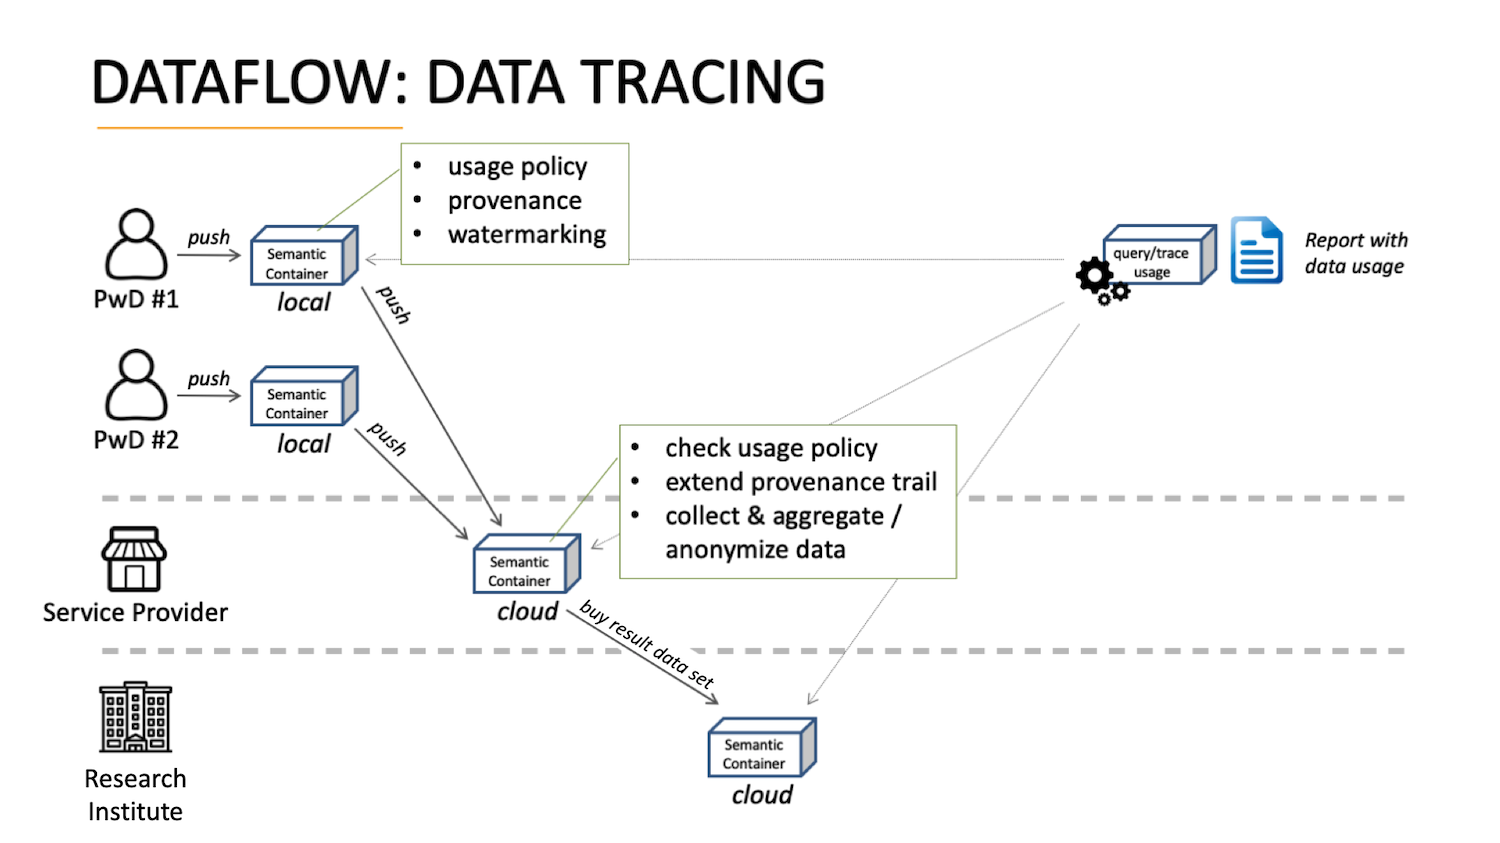 DATAFLOW: DATA TRACING
• usage policy
• provenance
• watermarking
push
Semantic
Container
local
PwD #1
push
query/trace
usage
Report with
data usage
push
Semantic
Container
local
PwD #2
push
• check usage policy
• extend provenance trail
• collect & aggregate /
anonymize data
Semantic
Container
cloud
Service Provider
buy result data set
Semantic
Container
cloud
Research
Institute